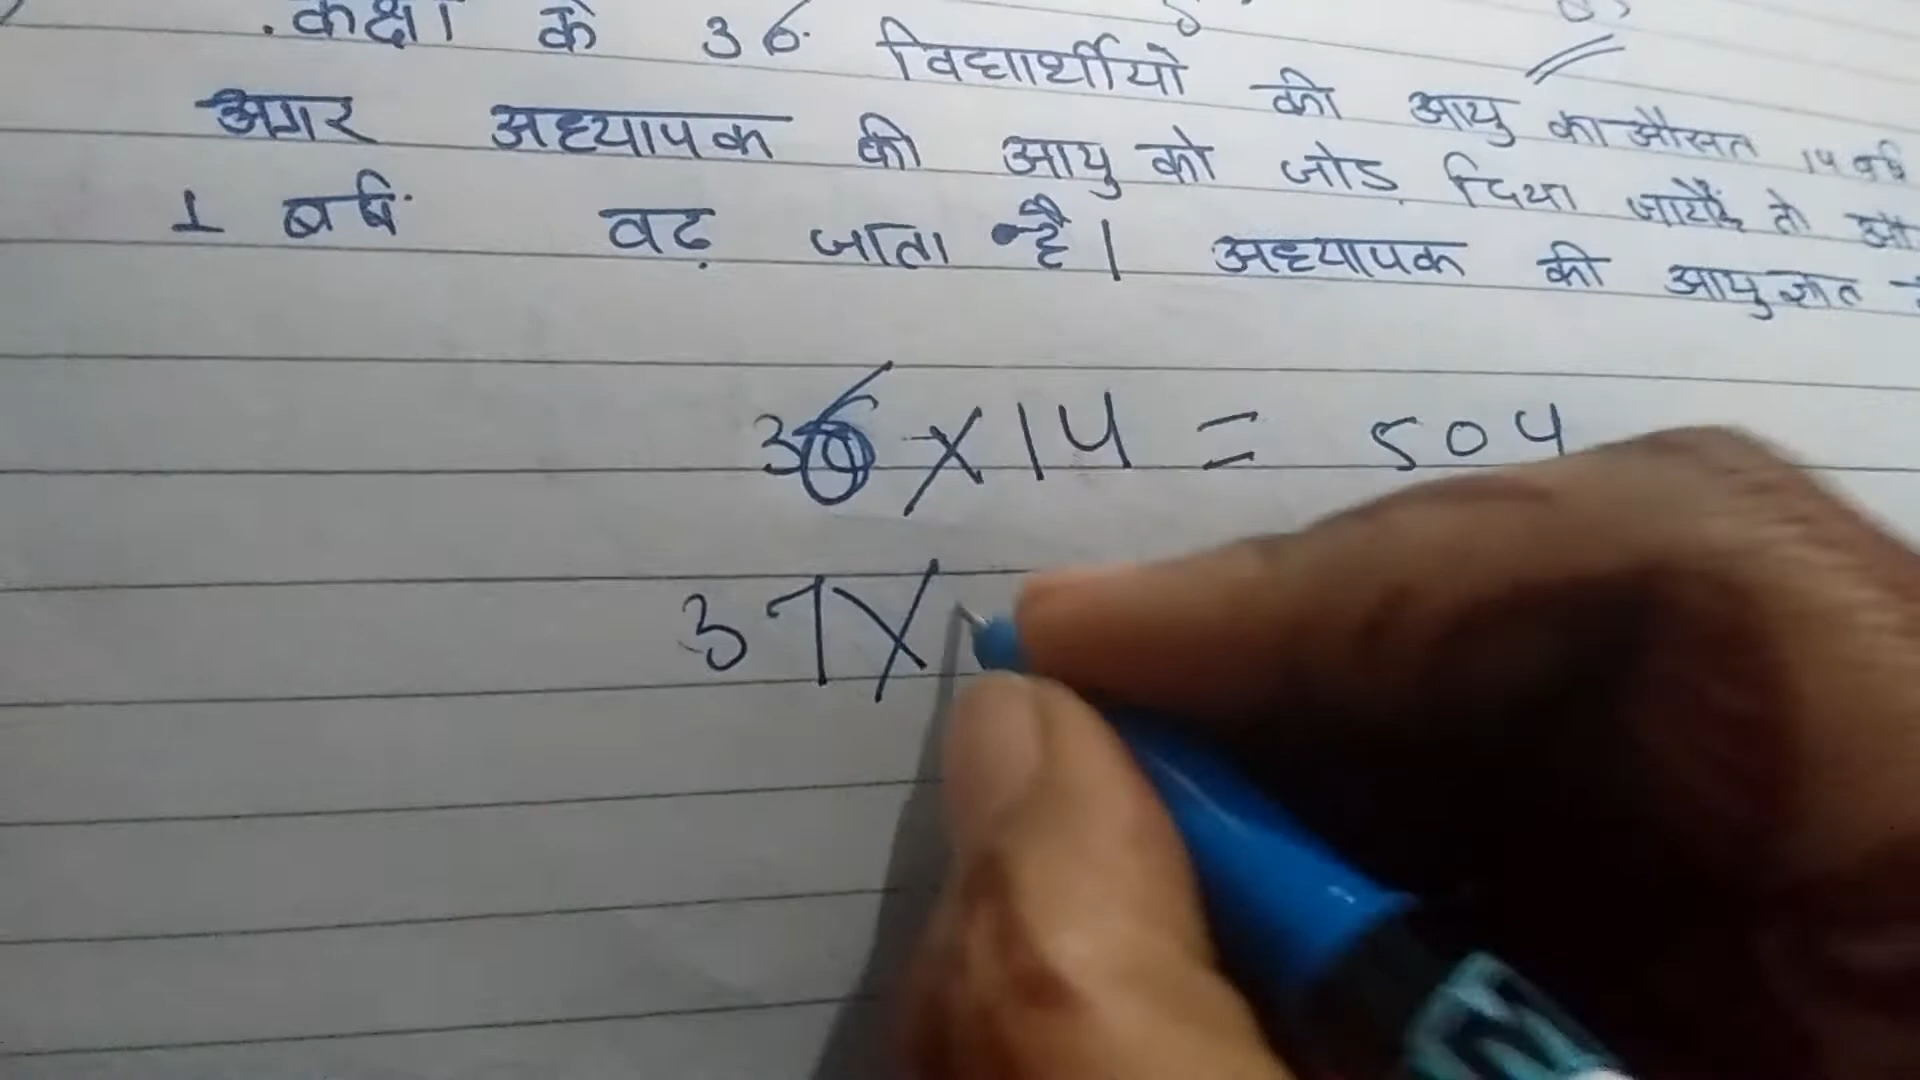 .कक्षा के 36 विद्यार्थीयो की आयु का औसत 14 वर्ष
अगर अध्यापक की आयु को जोड़ दिया जाये तो
1 वर्ष वढ़ जाता है। अध्यापक की आयु ज्ञात
36 × 14 = 504
37 ×